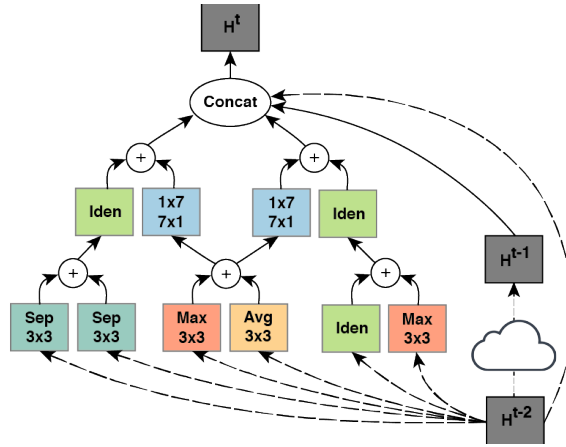 H^t
Concat
+ +
Iden 1x7 7x1 1x7 7x1 Iden
+ + +
H^t-1
Sep 3x3 Sep 3x3 Max 3x3 Avg 3x3 Iden Max 3x3
H^t-2